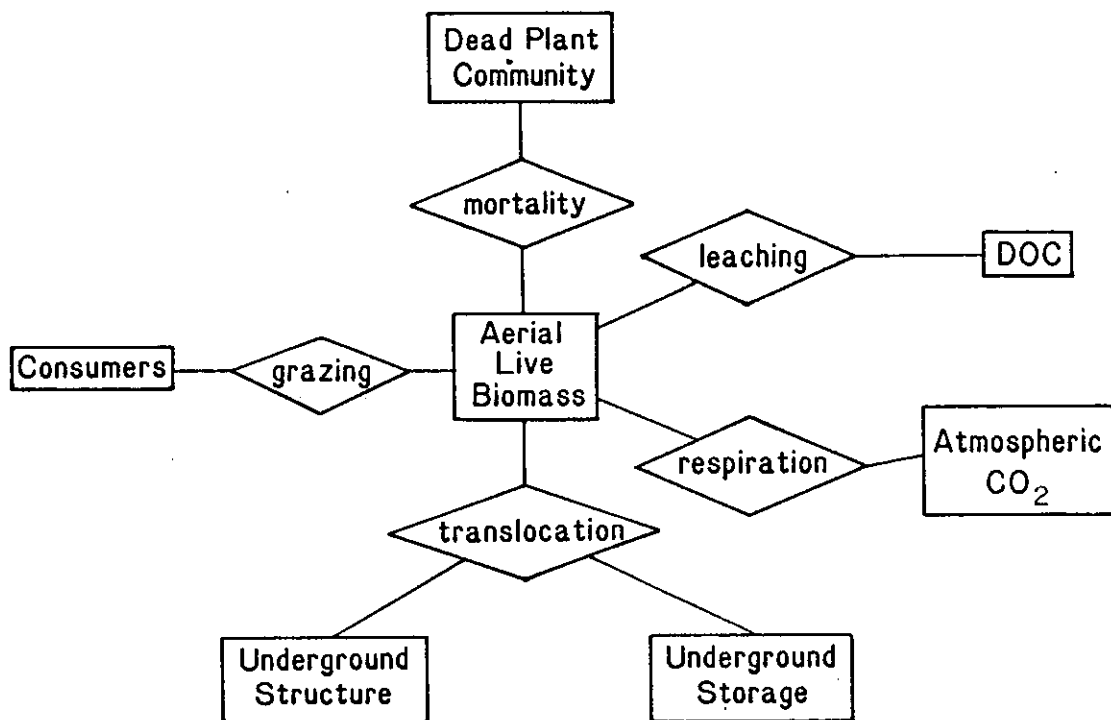 Dead Plant
Community
mortality
leaching
DOC
Aerial
Live
Biomass
Consumers
grazing
respiration
Atmospheric
CO₂
translocation
Underground
Structure
Underground
Storage